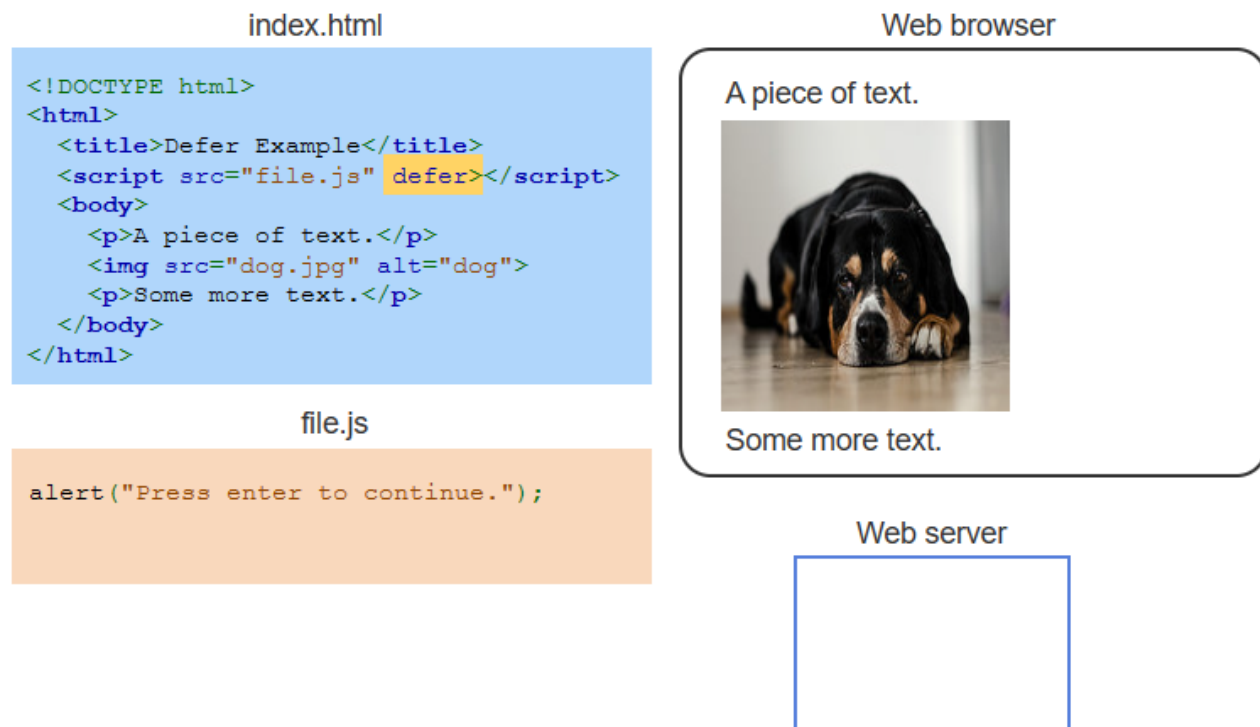 index.html
<!DOCTYPE html>
<html>
<title>Defer Example</title>
<script src="file.js" defer></script>
<body>
<p>A piece of text.</p>
<img src="dog.jpg" alt="dog">
<p>Some more text.</p>
</body>
</html>
file.js
alert("Press enter to continue.");
Web browser
A piece of text.
Some more text.
Web server